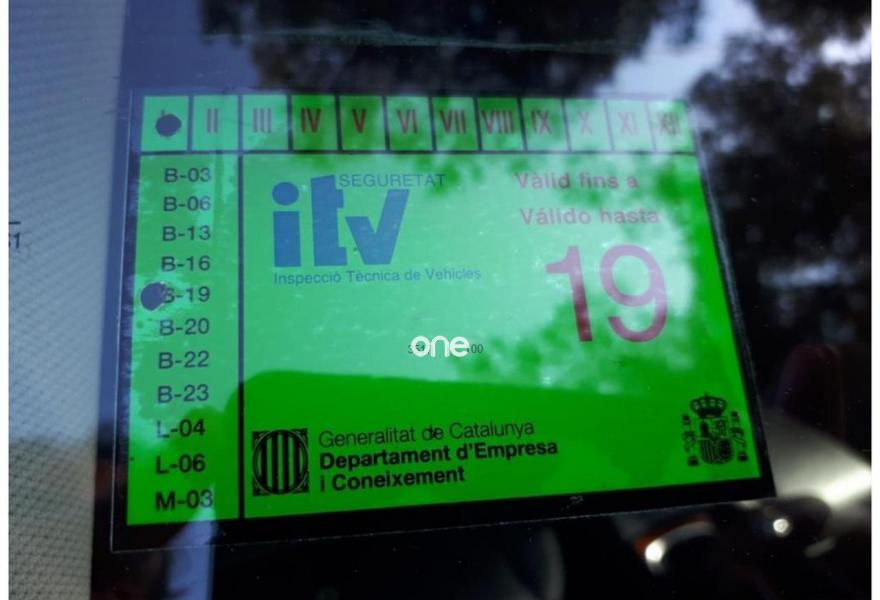 I II III IV V VI VII VIII IX X XI XII
B-03
B-06
B-13
B-16
B-19
B-20
B-22
B-23
L-04
L-06
M-03
SEGURETAT
itv
Inspecció Tècnica de Vehicles
Vàlid fins a
Válido hasta
19
one
Generalitat de Catalunya
Departament d'Empresa
i Coneixement